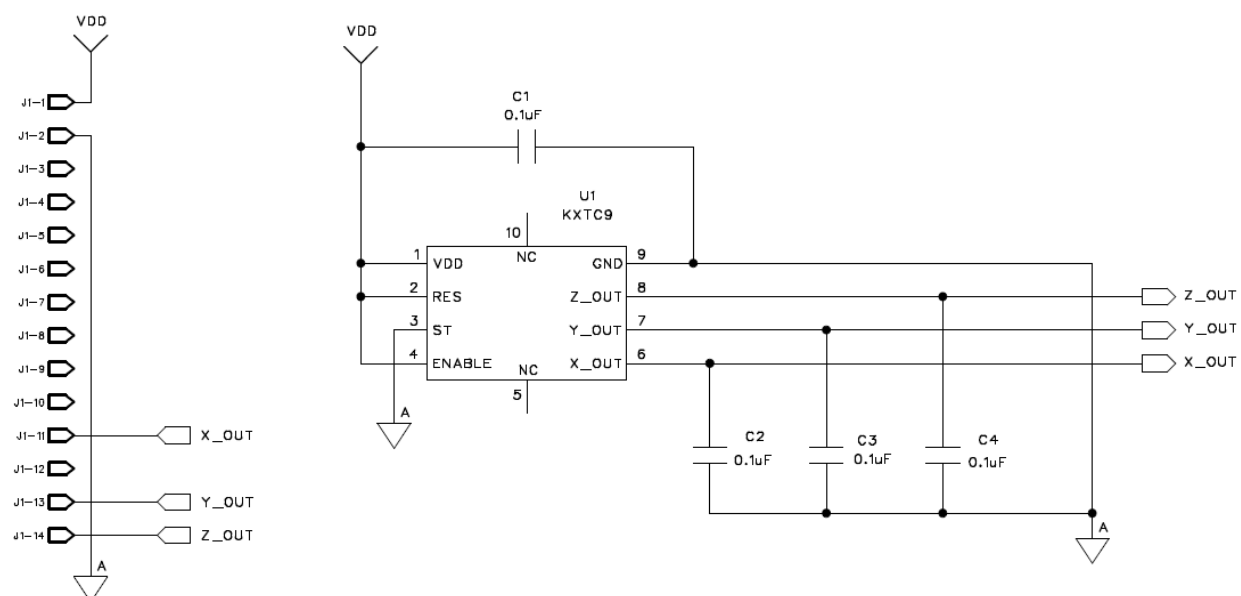 VDD
J1-1
J1-2
J1-3
J1-4
J1-5
J1-6
J1-7
J1-8
J1-9
J1-10
J1-11
X_OUT
J1-12
J1-13
Y_OUT
J1-14
Z_OUT
A
VDD
C1
0.1uF
U1
KXTC9
10
NC
1
VDD
GND
9
2
RES
Z_OUT
8
Z_OUT
3
ST
Y_OUT
7
Y_OUT
4
ENABLE
X_OUT
6
X_OUT
NC
5
A
C2
0.1uF
C3
0.1uF
C4
0.1uF
A